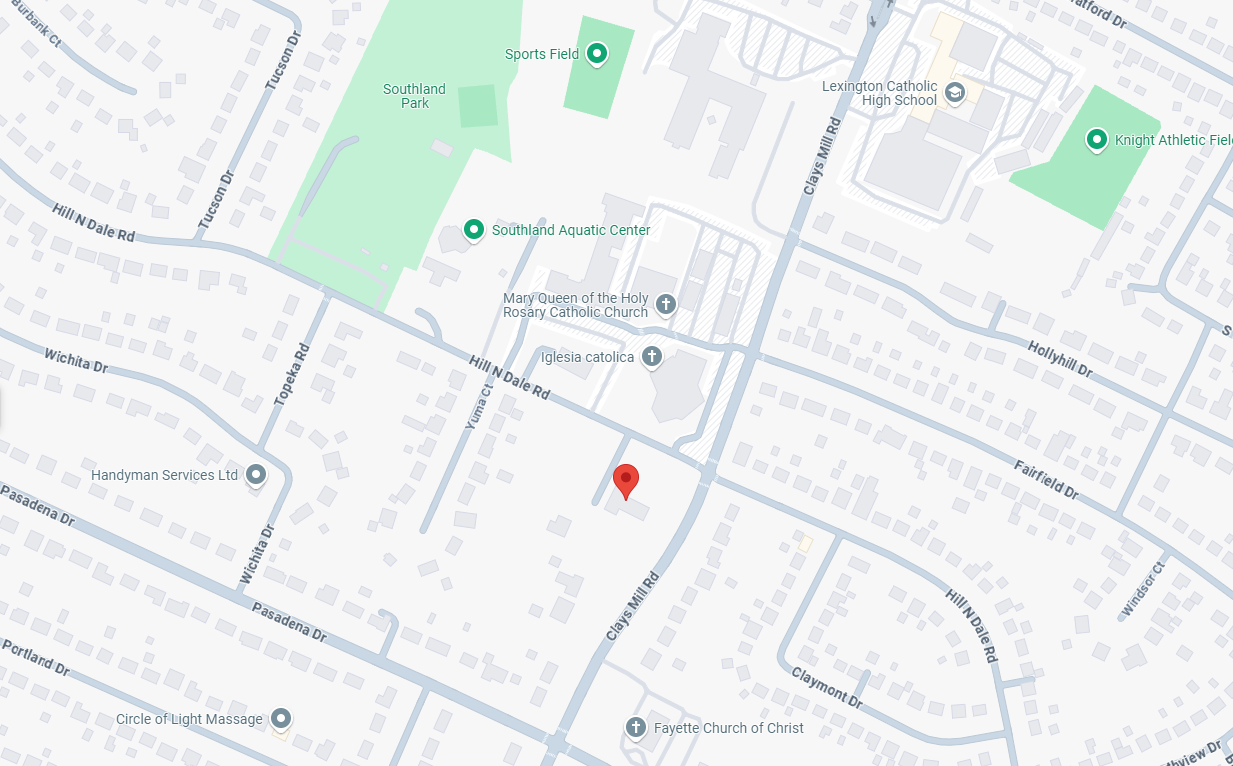 Burbank Ct
Tucson Dr
Sports Field
Southland
Park
Lexington Catholic
High School
Knight Athletic Fiel
Clays Mill Rd
Tucson Dr
Hill N Dale Rd
Southland Aquatic Center
Mary Queen of the Holy
Rosary Catholic Church
Iglesia catolica
Hollyhill Dr
Wichita Dr
Topeka Rd
Hill N Dale Rd
Yuma Ct
Handyman Services Ltd
Fairfield Dr
Pasadena Dr
Wichita Dr
Windsor Ct
Pasadena Dr
Clays Mill Rd
Hill N Dale Rd
Portland Dr
Claymont Dr
Circle of Light Massage
Fayette Church of Christ